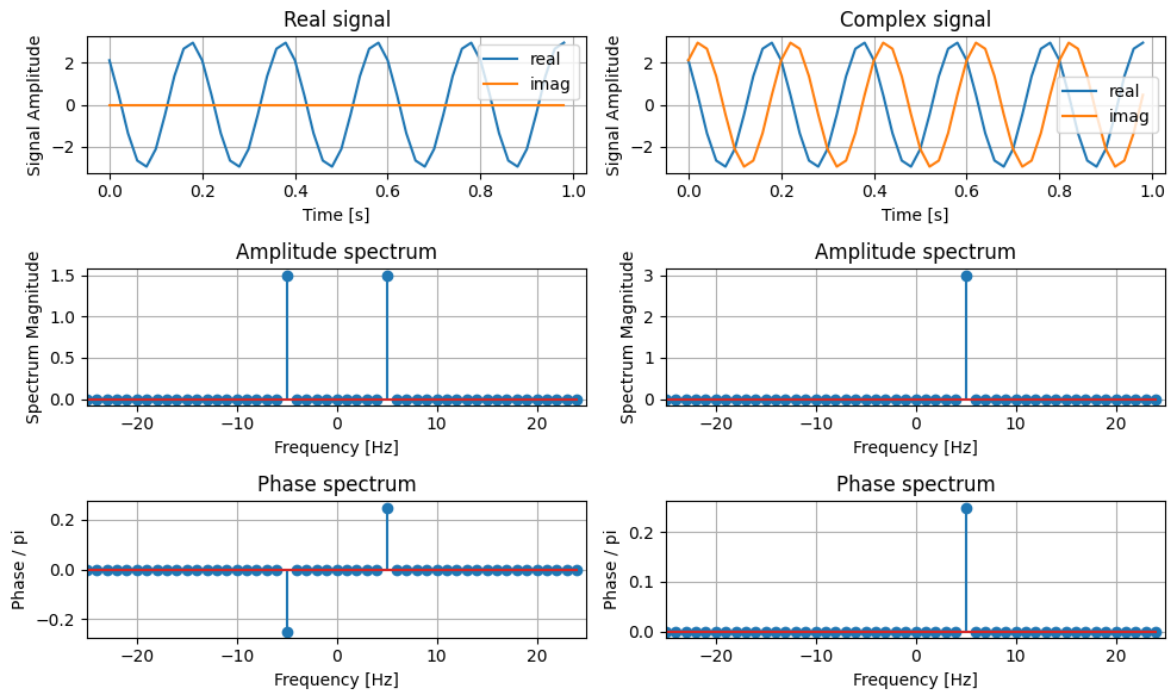 Real signal
Signal Amplitude
2
0
−2
real
imag
0.0 0.2 0.4 0.6 0.8 1.0
Time [s]
Complex signal
Signal Amplitude
2
0
−2
real
imag
0.0 0.2 0.4 0.6 0.8 1.0
Time [s]
Amplitude spectrum
Spectrum Magnitude
1.5
1.0
0.5
0.0
−20 −10 0 10 20
Frequency [Hz]
Amplitude spectrum
Spectrum Magnitude
3
2
1
0
−20 −10 0 10 20
Frequency [Hz]
Phase spectrum
Phase / pi
0.2
0.0
−0.2
−20 −10 0 10 20
Frequency [Hz]
Phase spectrum
Phase / pi
0.2
0.1
0.0
−20 −10 0 10 20
Frequency [Hz]